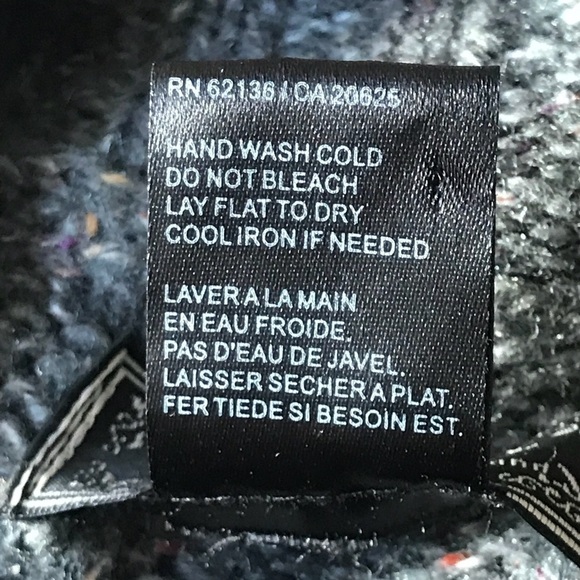 RN 62136 / CA 20625
HAND WASH COLD
DO NOT BLEACH
LAY FLAT TO DRY
COOL IRON IF NEEDED
LAVER A LA MAIN
EN EAU FROIDE,
PAS D'EAU DE JAVEL.
LAISSER SECHER A PLAT.
FER TIEDE SI BESOIN EST.